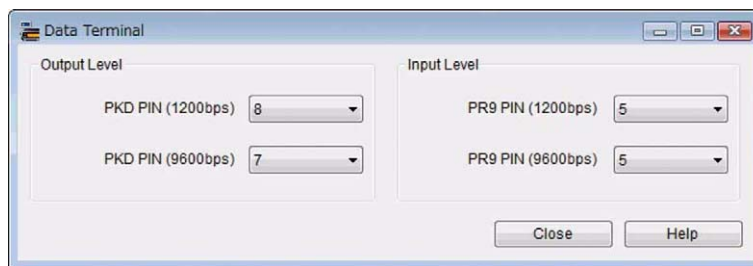 Data Terminal
Output Level
PKD PIN (1200bps) 8
PKD PIN (9600bps) 7
Input Level
PR9 PIN (1200bps) 5
PR9 PIN (9600bps) 5
Close
Help